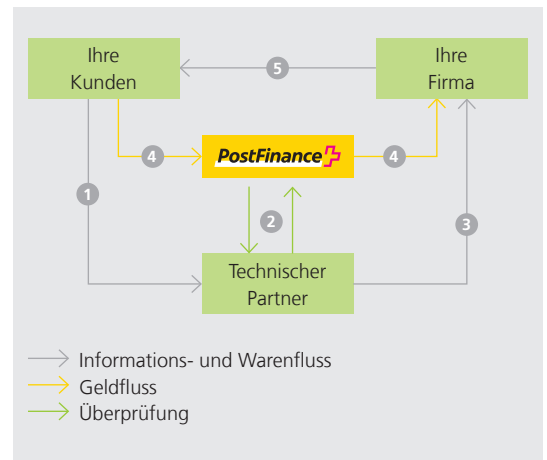 Ihre
Kunden
5
Ihre
Firma
4
PostFinance
4
1
2
3
Technischer
Partner
Informations- und Warenfluss
Geldfluss
Überprüfung